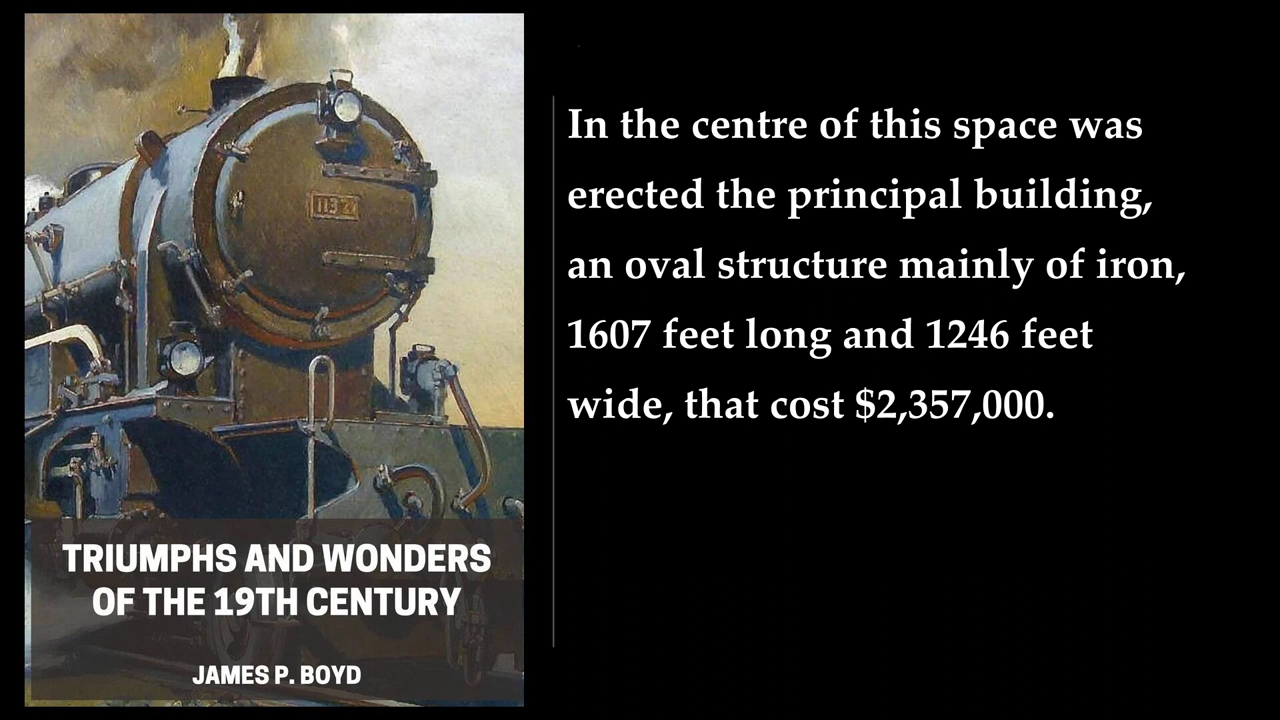 In the centre of this space was
erected the principal building,
an oval structure mainly of iron,
1607 feet long and 1246 feet
wide, that cost $2,357,000.
TRIUMPHS AND WONDERS
OF THE 19TH CENTURY
JAMES P. BOYD